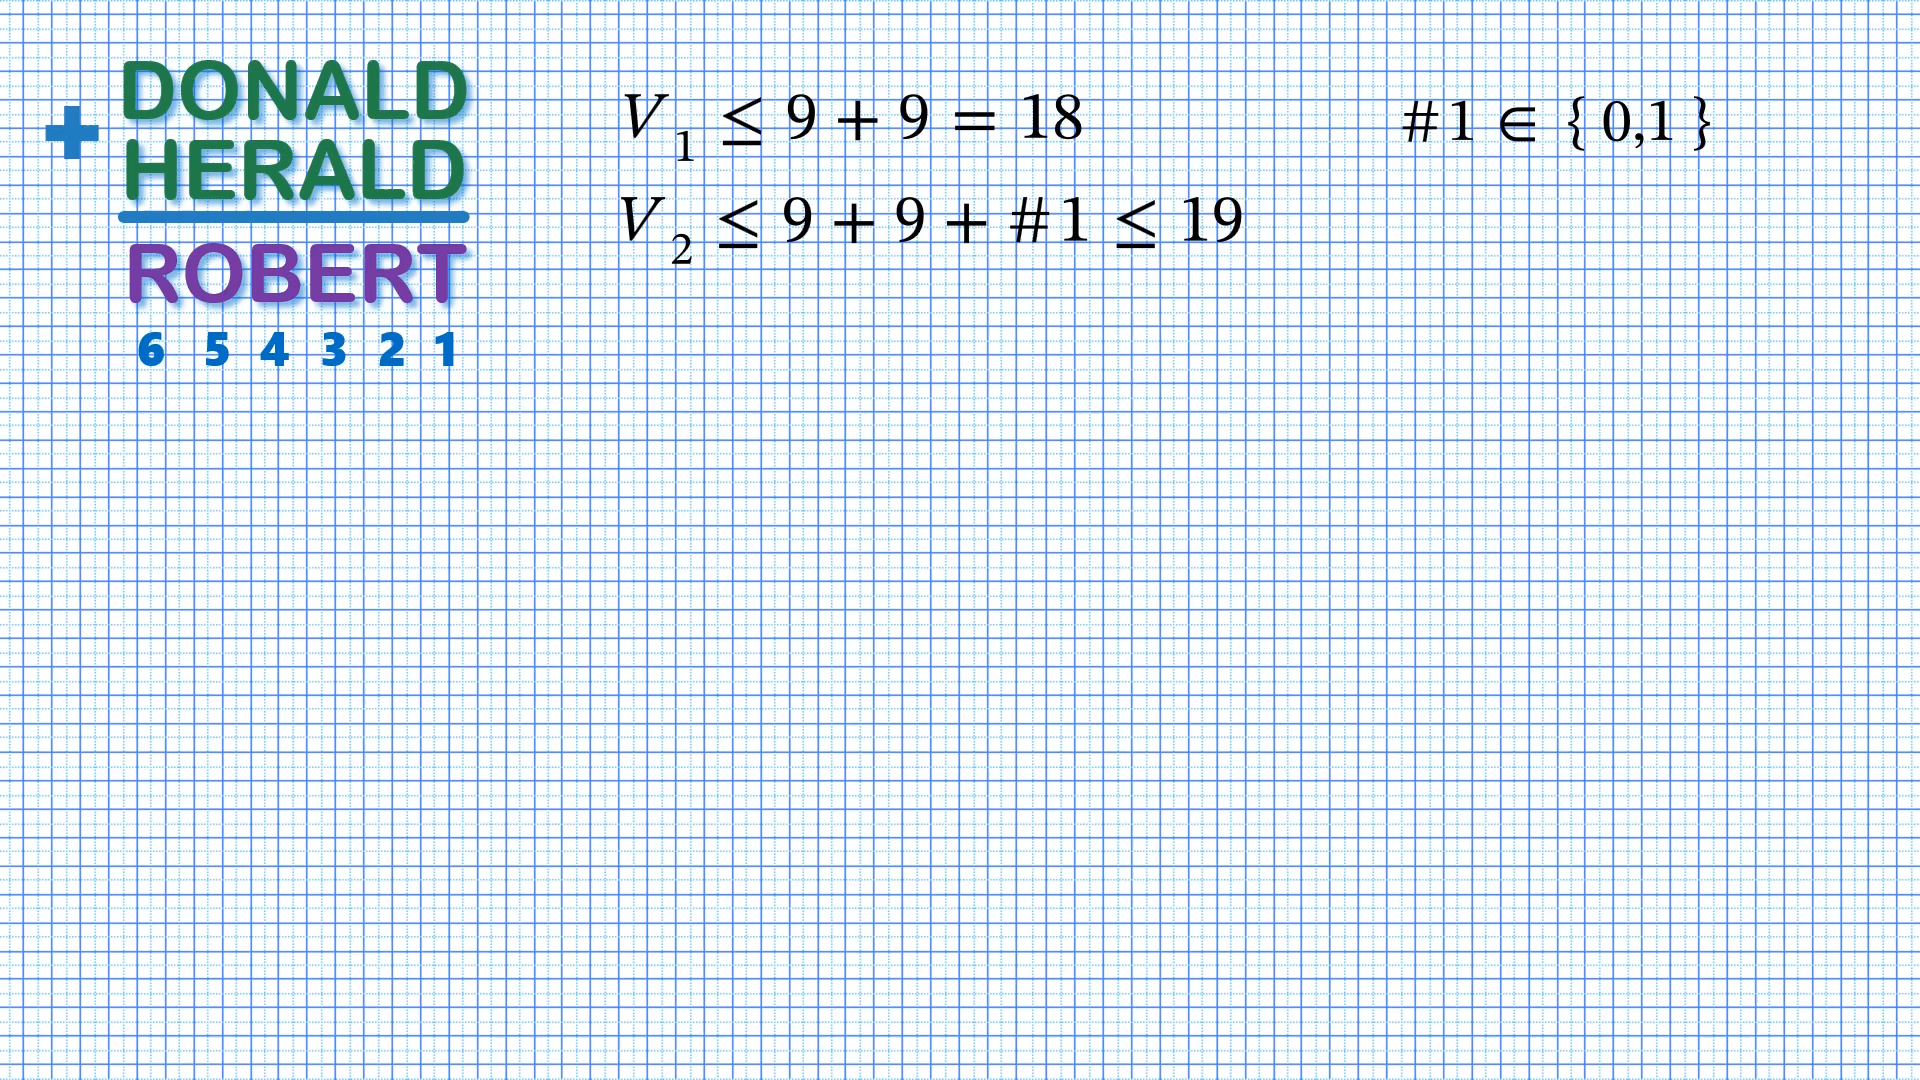 DONALD
+ HERALD
ROBERT
6 5 4 3 2 1
V₁ ≤ 9 + 9 = 18
#1 ∈ { 0,1 }
V₂ ≤ 9 + 9 + #1 ≤ 19